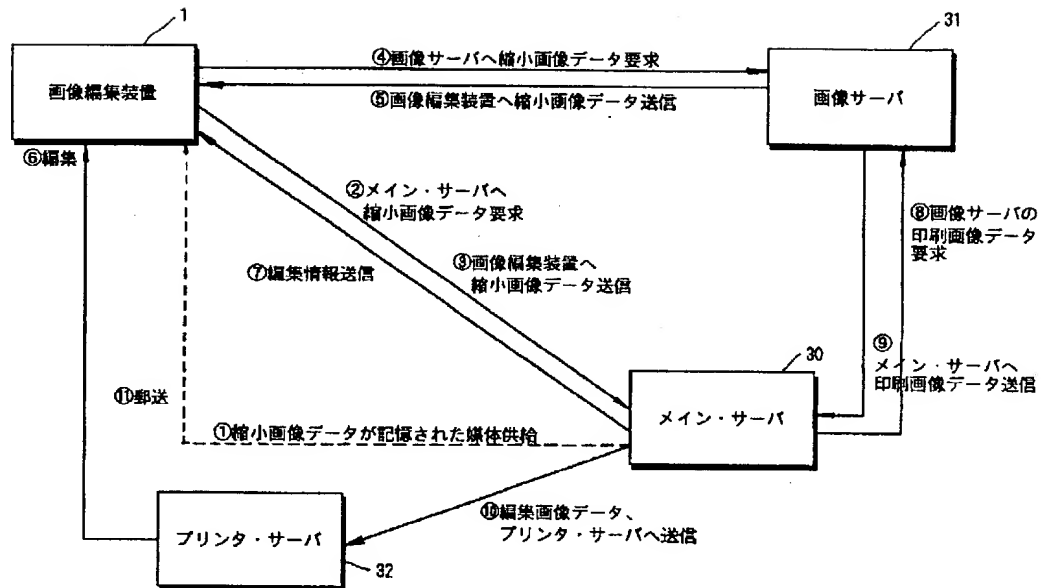 1
画像編集装置
31
画像サーバ
④画像サーバへ縮小画像データ要求
⑤画像編集装置へ縮小画像データ送信
⑥編集
②メイン・サーバへ
縮小画像データ要求
③画像編集装置へ
縮小画像データ送信
⑦編集情報送信
⑧画像サーバの
印刷画像データ
要求
⑨
メイン・サーバへ
印刷画像データ送信
30
メイン・サーバ
⑪郵送
①縮小画像データが記憶された媒体供給
⑩編集画像データ、
プリンタ・サーバへ送信
プリンタ・サーバ
32